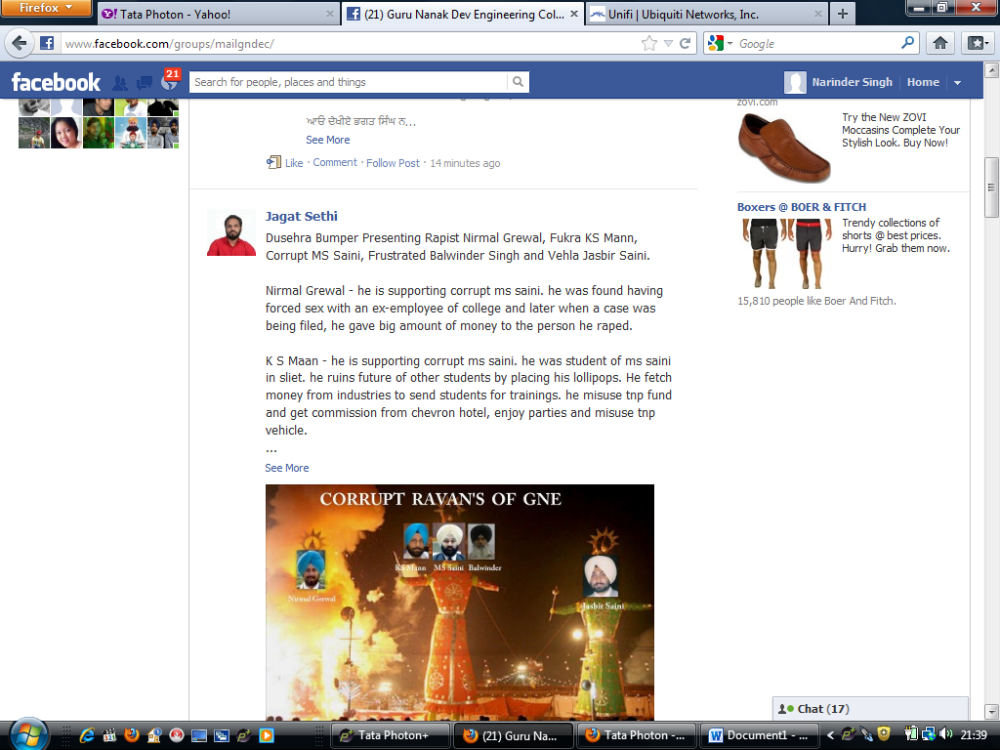 Firefox
Tata Photon - Yahoo!
(21) Guru Nanak Dev Engineering Col...
Unifi | Ubiquiti Networks, Inc.
www.facebook.com/groups/mailgndec/
Google
facebook
21
Search for people, places and things
Narinder Singh
Home
ਆਓ ਦੇਖੀਏ ਭਗਤ ਸਿੰਘ ਨ...
See More
Like · Comment · Follow Post · 14 minutes ago
Jagat Sethi
Dusehra Bumper Presenting Rapist Nirmal Grewal, Fukra KS Mann,
Corrupt MS Saini, Frustrated Balwinder Singh and Vehla Jasbir Saini.
Nirmal Grewal - he is supporting corrupt ms saini. he was found having
forced sex with an ex-employee of college and later when a case was
being filed, he gave big amount of money to the person he raped.
K S Maan - he is supporting corrupt ms saini. he was student of ms saini
in sliet. he ruins future of other students by placing his lollipops. He fetch
money from industries to send students for trainings. he misuse tnp fund
and get commission from chevron hotel, enjoy parties and misuse tnp
vehicle.
...
See More
CORRUPT RAVAN'S OF GNE
KS Mann
MS Saini
Balwinder
Nirmal Grewal
Jasbir Saini
zovi.com
Try the New ZOVI
Moccasins Complete Your
Stylish Look. Buy Now!
Boxers @ BOER & FITCH
Trendy collections of
shorts @ best prices.
Hurry! Grab them now.
15,810 people like Boer And Fitch.
Chat (17)
Tata Photon+
(21) Guru Na...
Tata Photon -...
Document1 - ...
21:39